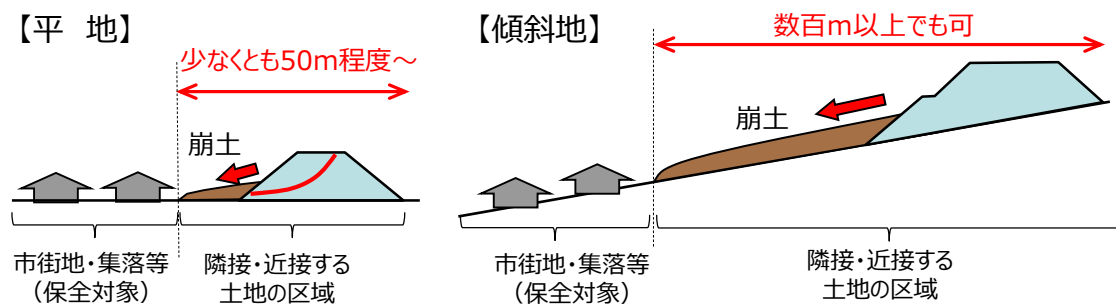 【平　地】
少なくとも50m程度～
崩土
市街地・集落等
（保全対象）
隣接・近接する
土地の区域
【傾斜地】
数百m以上でも可
崩土
市街地・集落等
（保全対象）
隣接・近接する
土地の区域